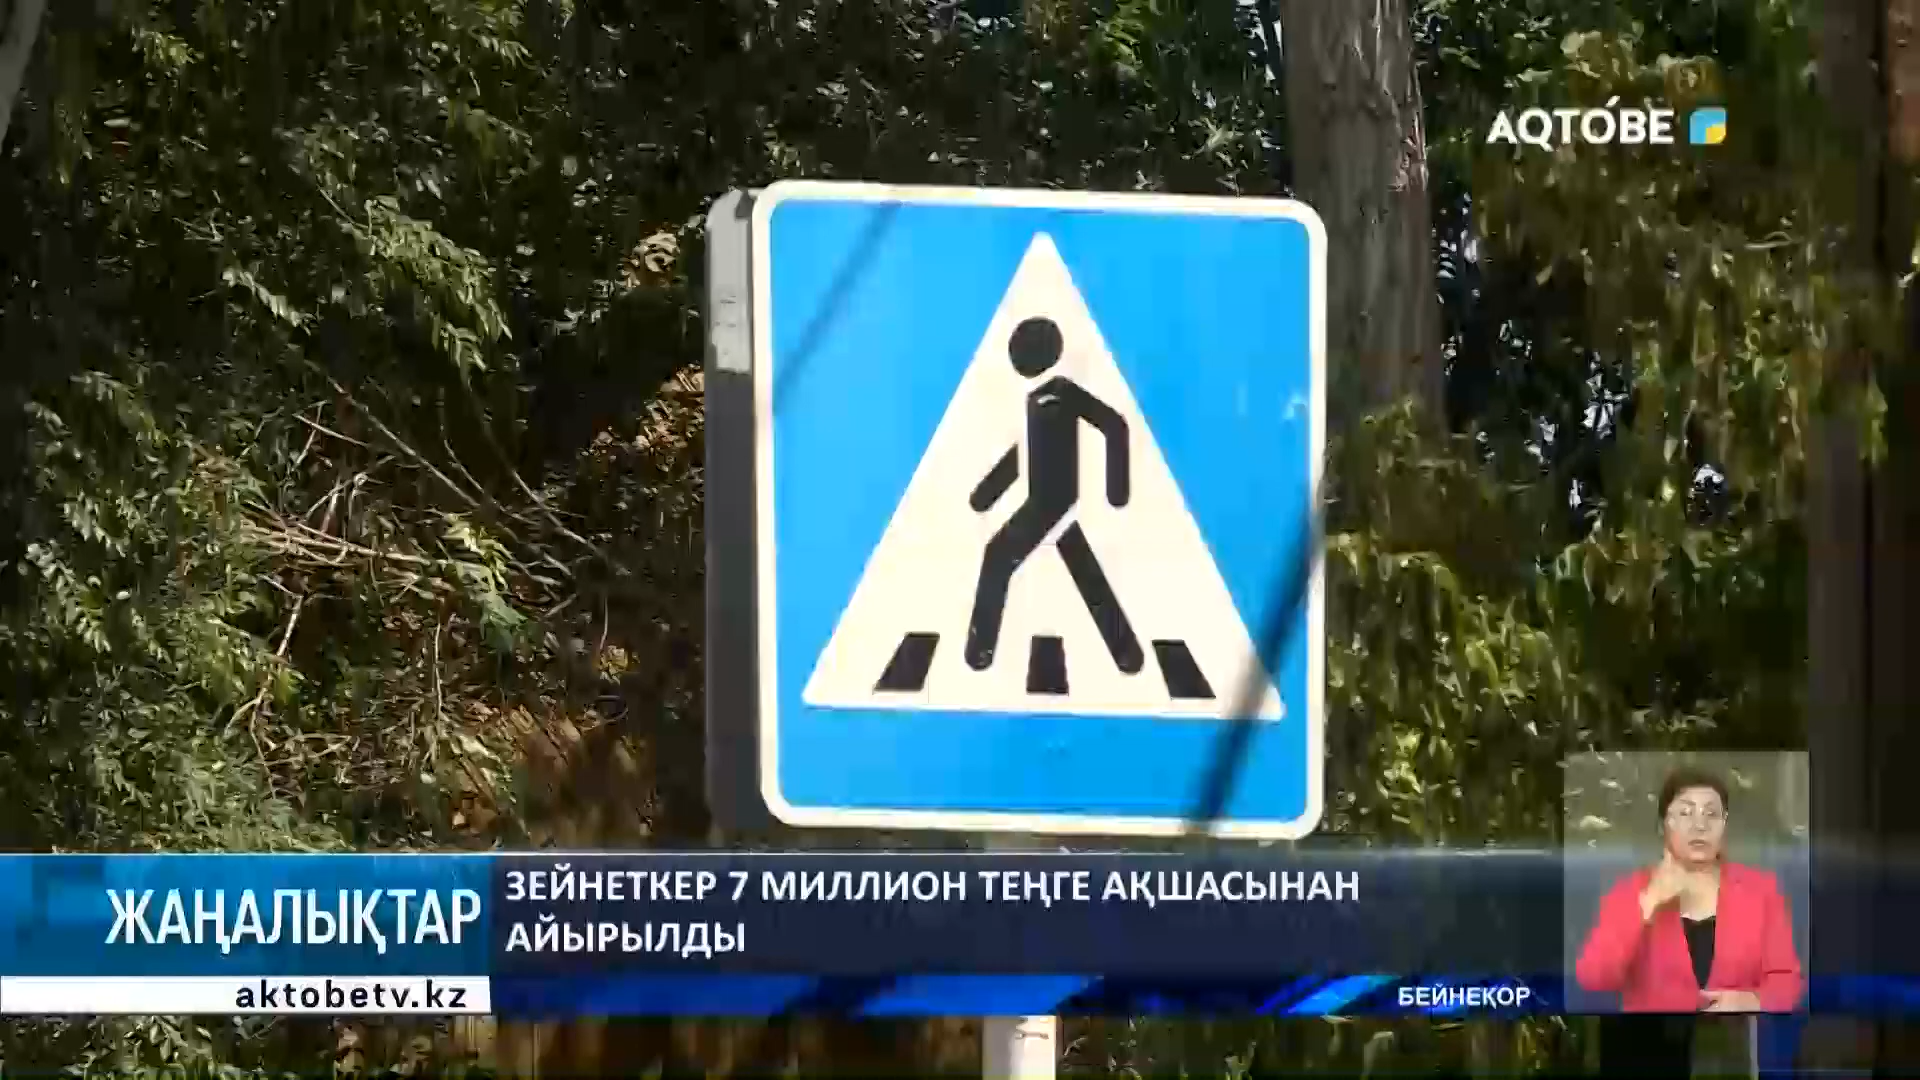 AQTÓBE
ЖАҢАЛЫҚТАР
ЗЕЙНЕТКЕР 7 МИЛЛИОН ТЕҢГЕ АҚШАСЫНАН
АЙЫРЫЛДЫ
aktobetv.kz
БЕЙНЕҚОР